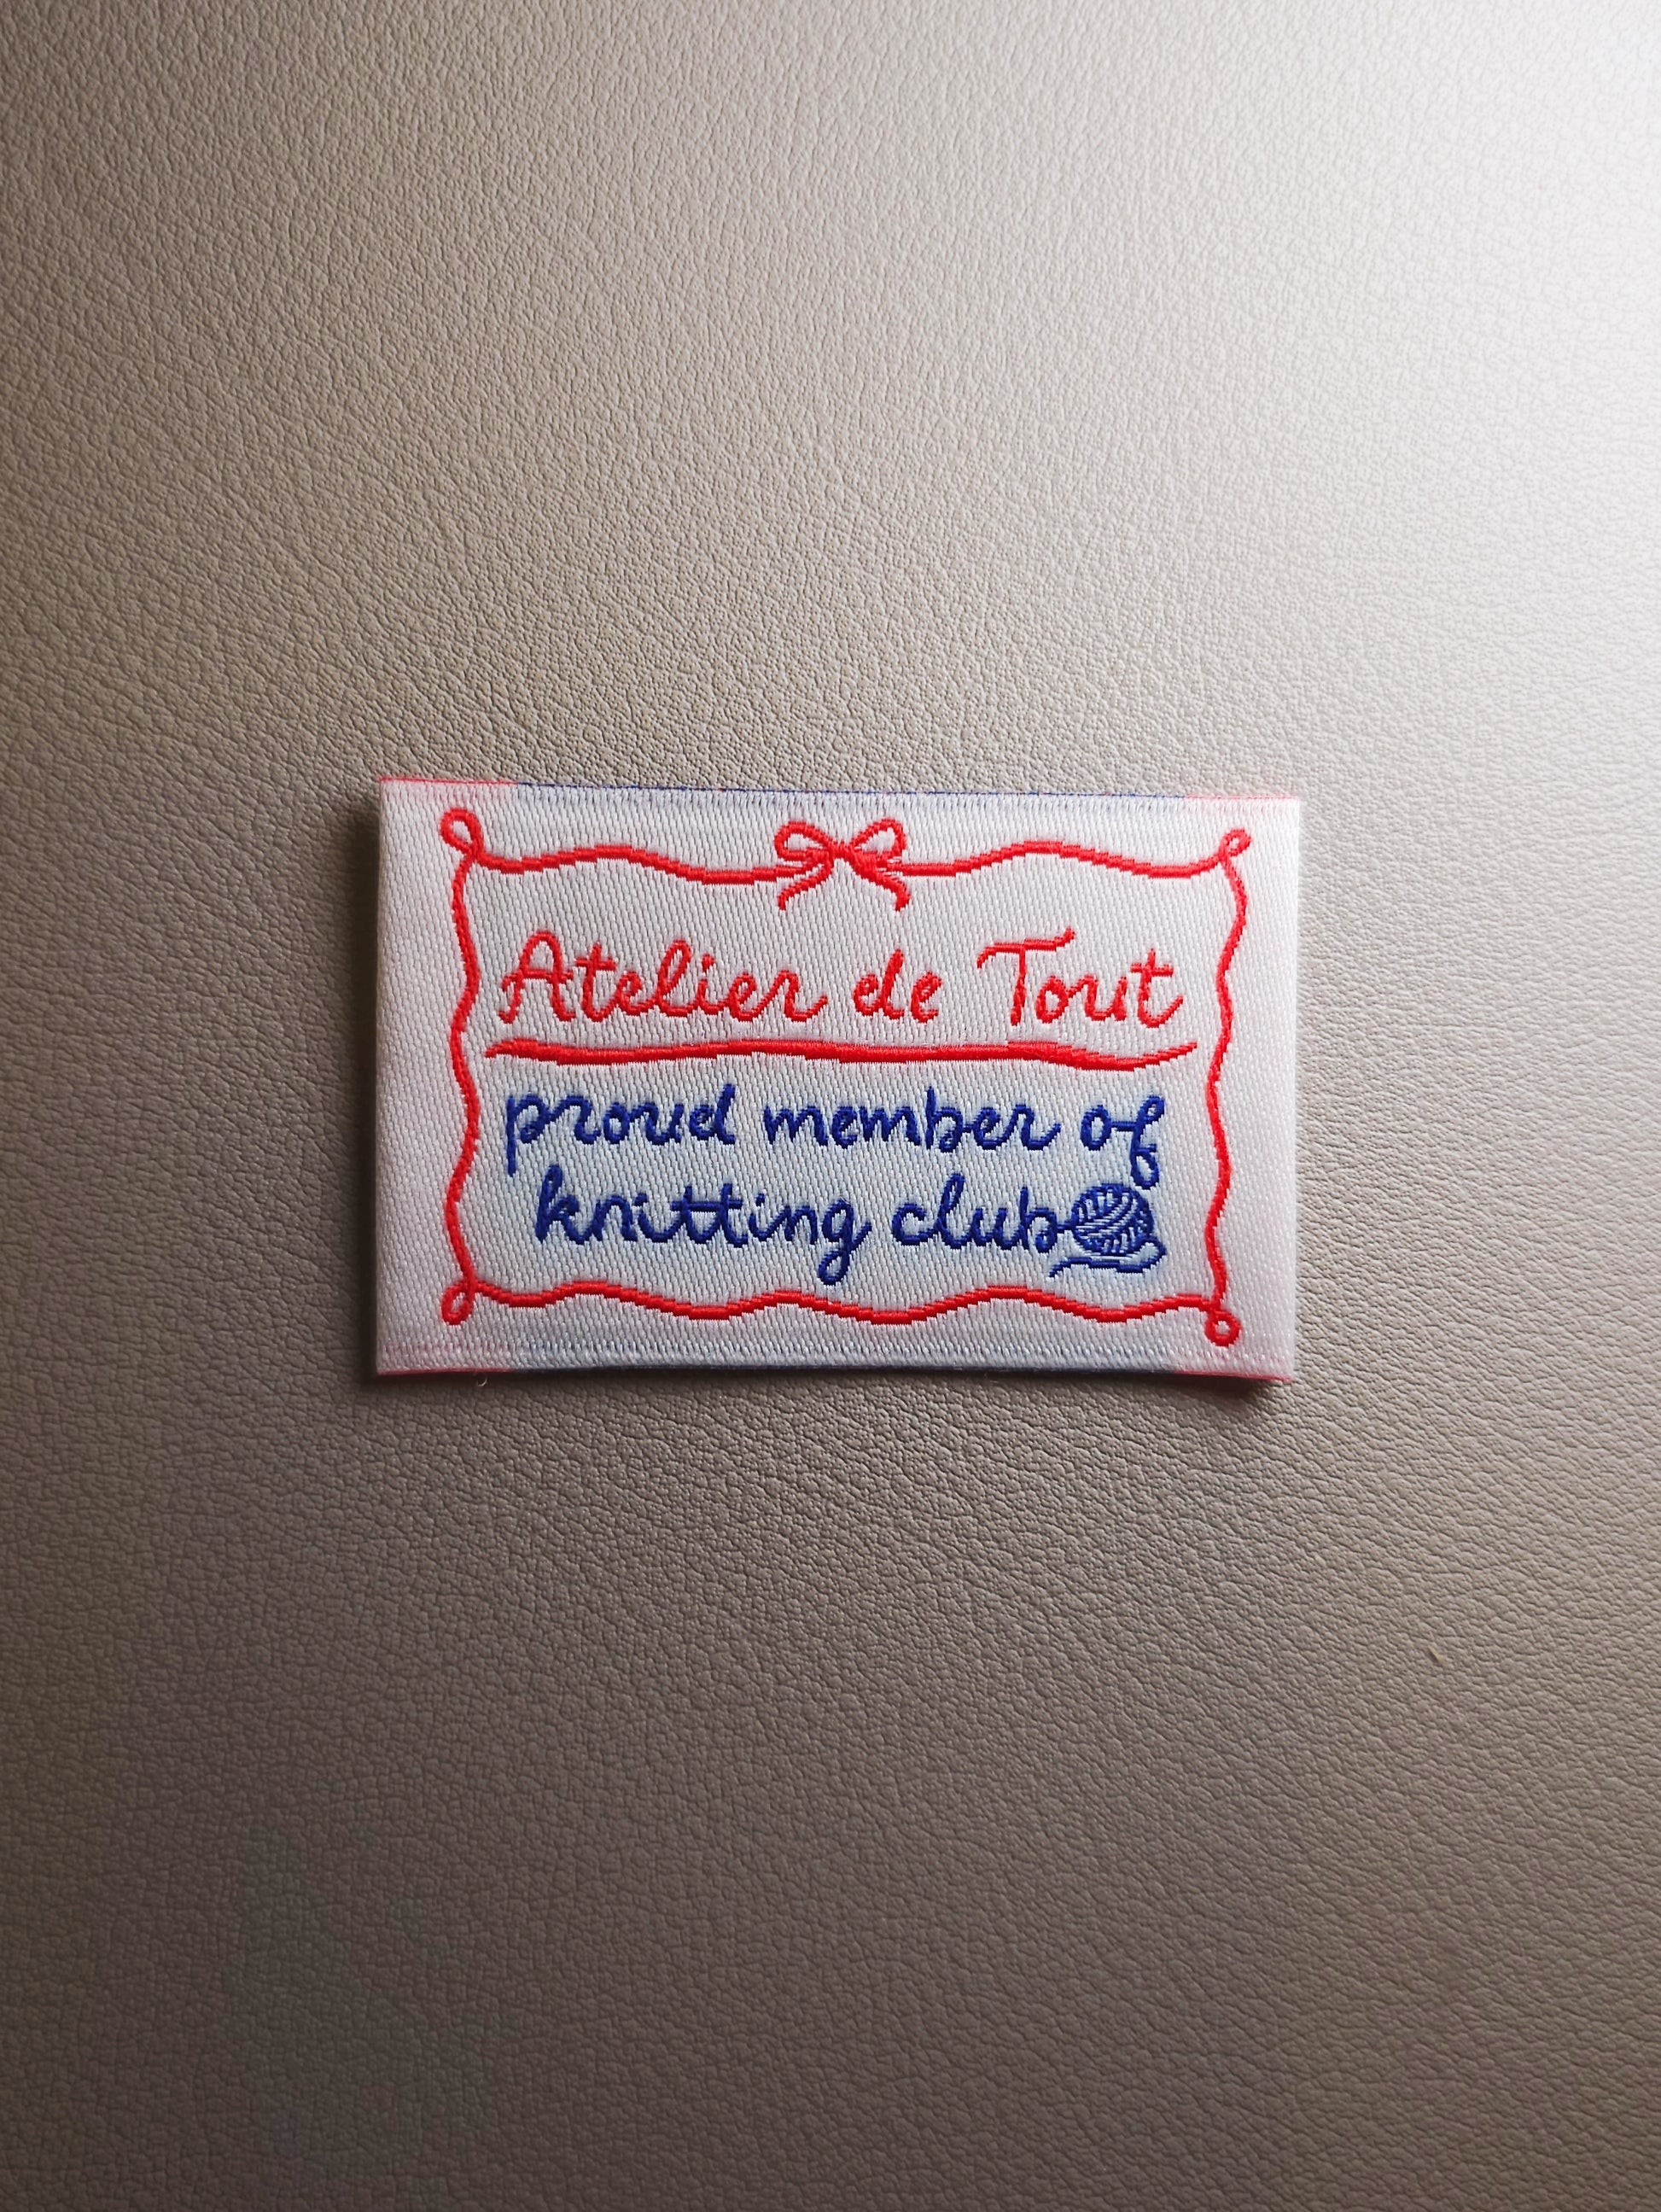 Atelier de Tout
proud member of
knitting club